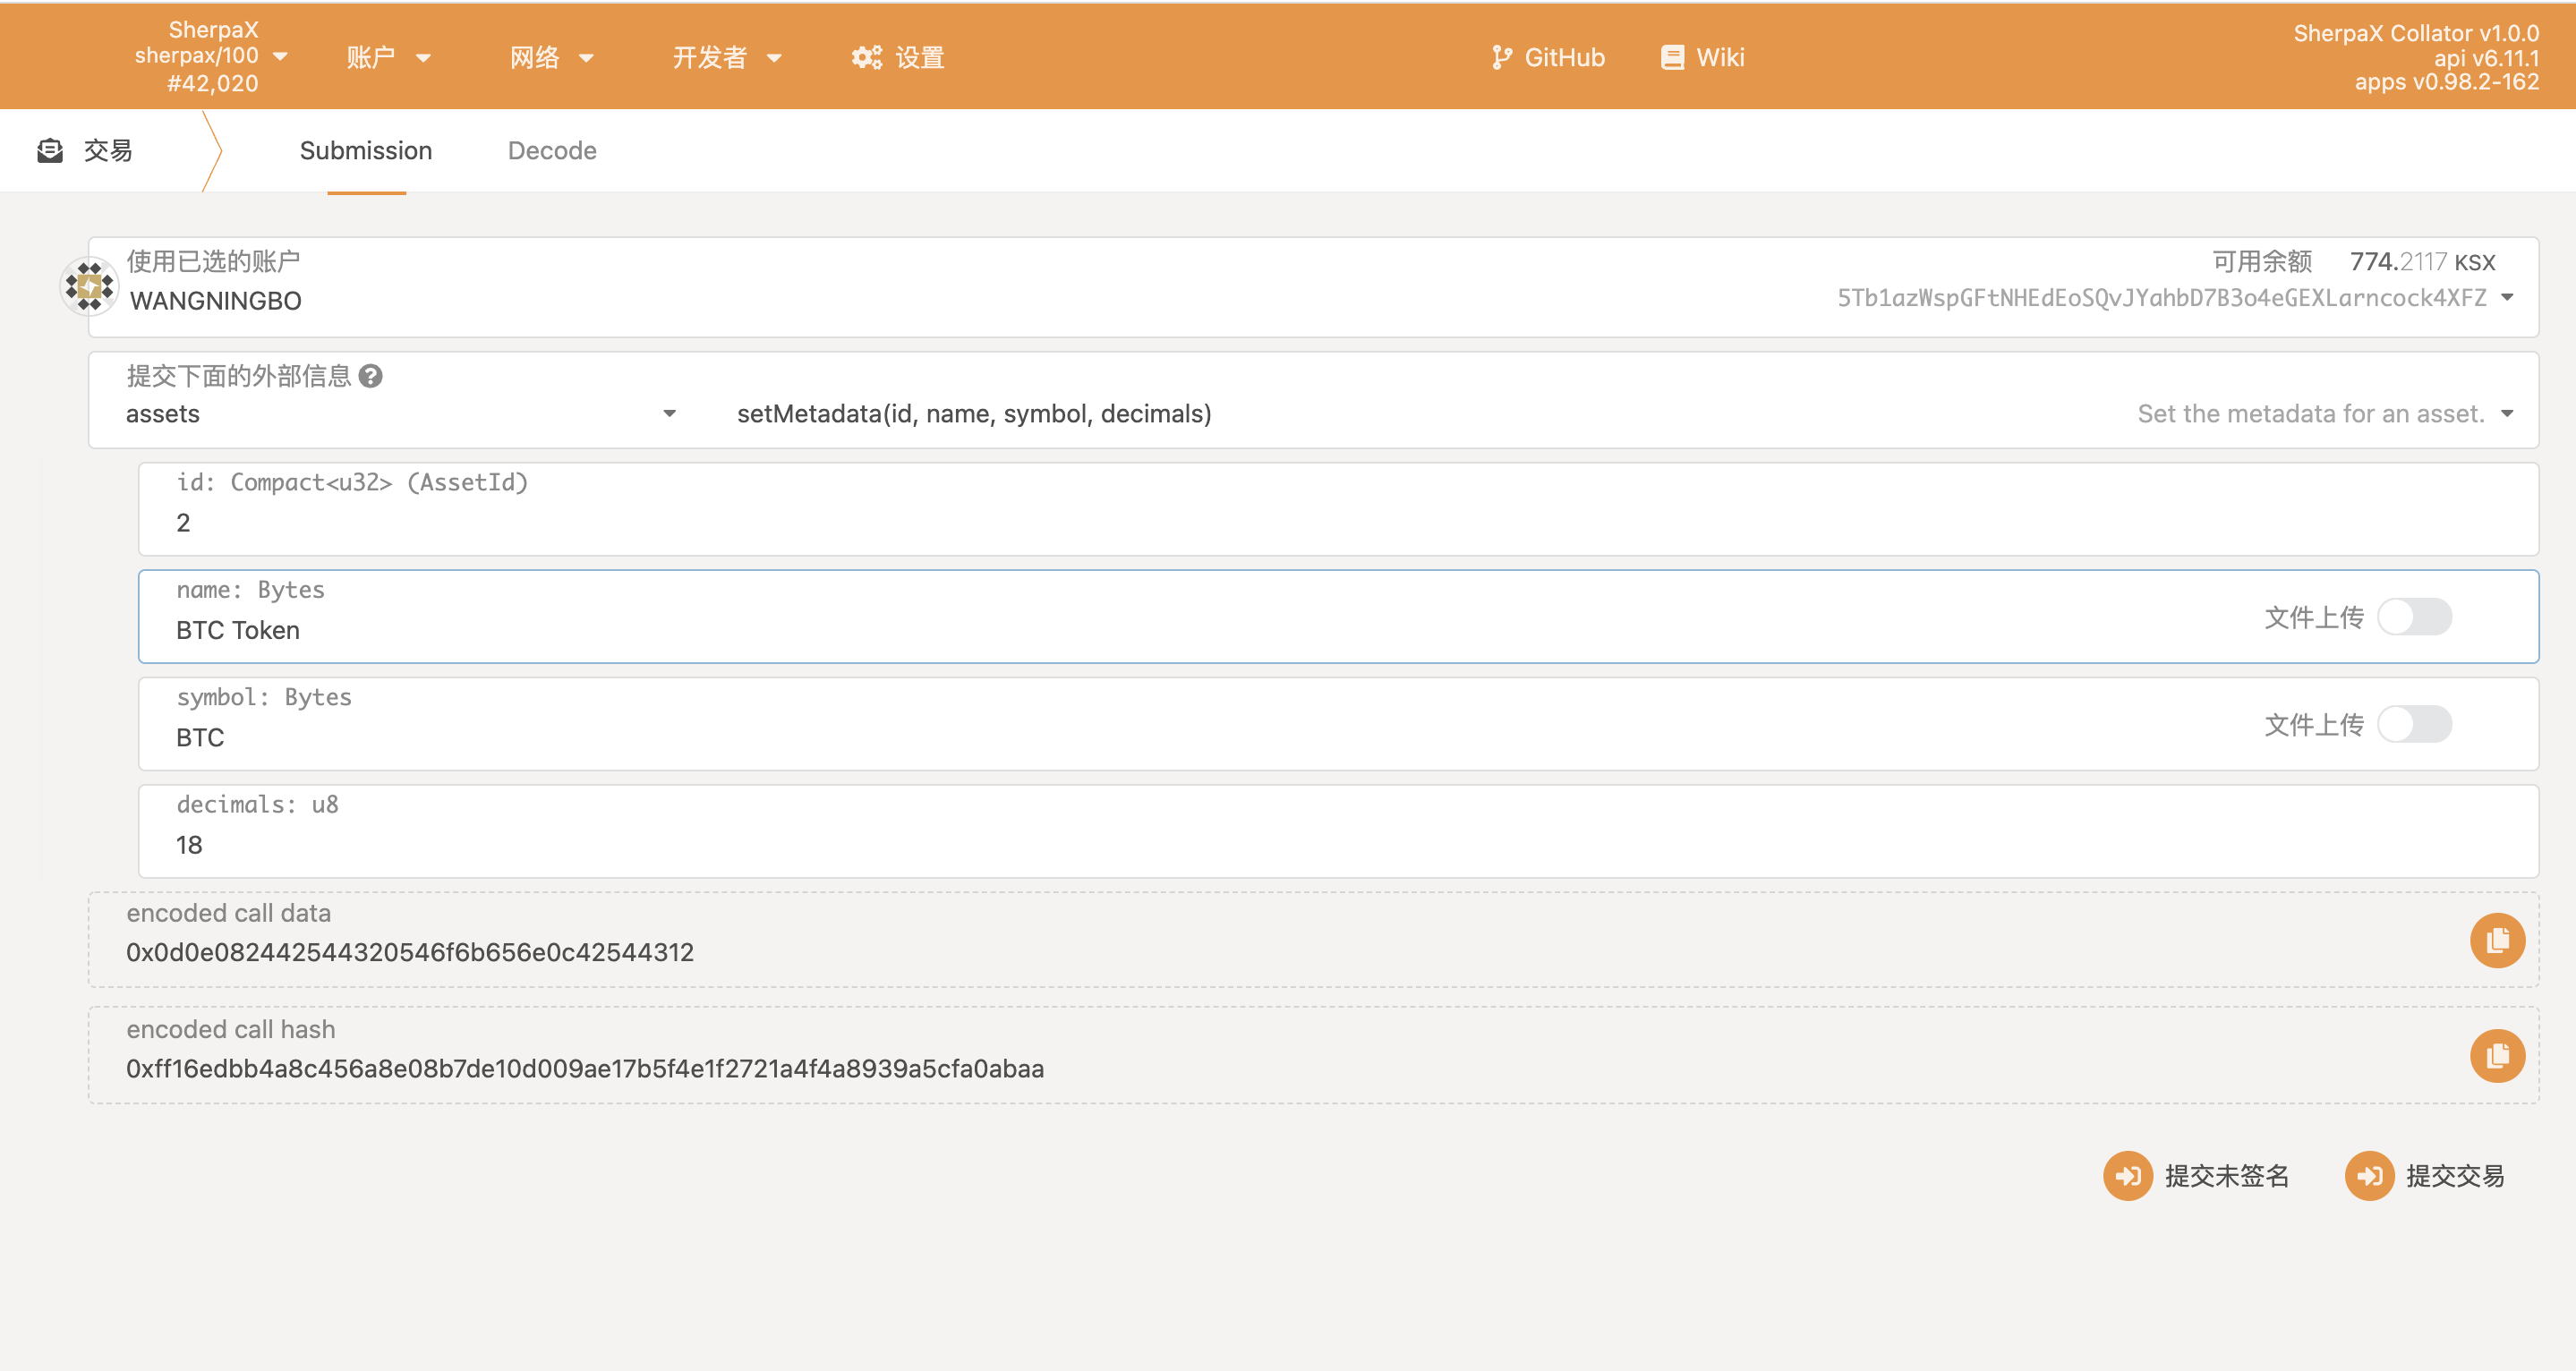 SherpaX
sherpax/100
#42,020
账户
网络
开发者
设置
GitHub
Wiki
SherpaX Collator v1.0.0
api v6.11.1
apps v0.98.2-162
交易
Submission
Decode
使用已选的账户
WANGNINGBO
可用余额 774.2117 KSX
5Tb1azWspGFtNHEdEoSQvJYahbD7B3o4eGEXLarncock4XFZ
提交下面的外部信息
assets
setMetadata(id, name, symbol, decimals)
Set the metadata for an asset.
id: Compact<u32> (AssetId)
2
name: Bytes
BTC Token
文件上传
symbol: Bytes
BTC
文件上传
decimals: u8
18
encoded call data
0x0d0e082442544320546f6b656e0c42544312
encoded call hash
0xff16edbb4a8c456a8e08b7de10d009ae17b5f4e1f2721a4f4a8939a5cfa0abaa
提交未签名
提交交易